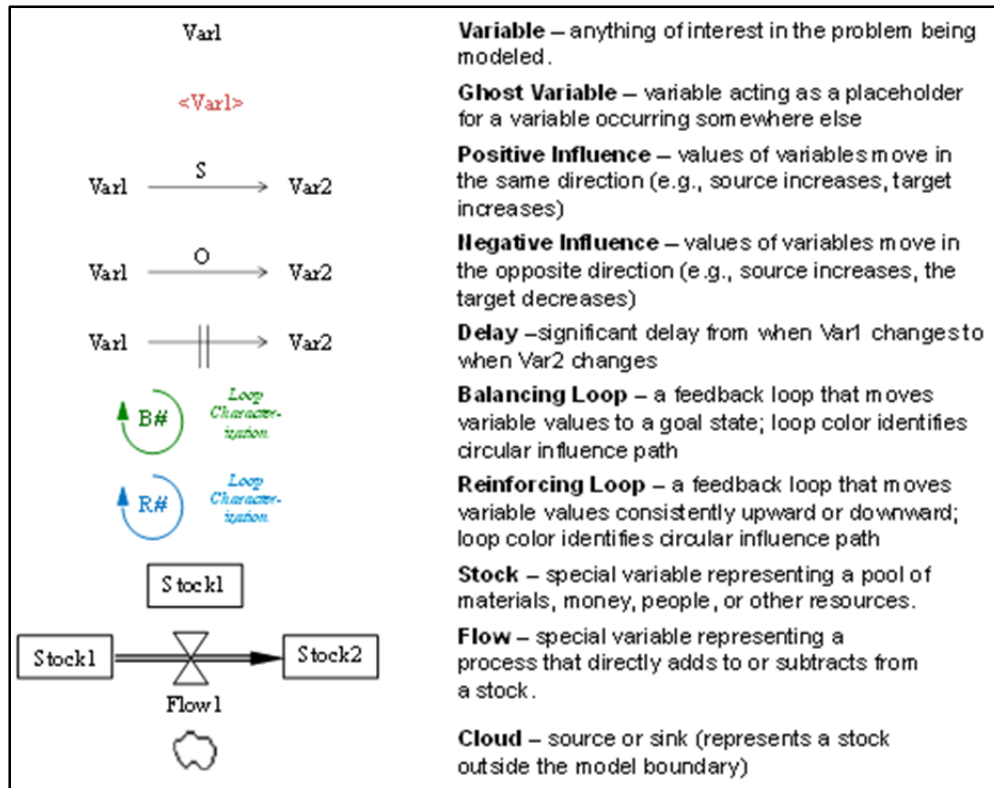 Var1
Variable – anything of interest in the problem being
modeled.
<Var1>
Ghost Variable – variable acting as a placeholder
for a variable occurring somewhere else
Var1
S
Var2
Positive Influence – values of variables move in
the same direction (e.g., source increases, target
increases)
Var1
O
Var2
Negative Influence – values of variables move in
the opposite direction (e.g., source increases, the
target decreases)
Var1
Var2
Delay –significant delay from when Var1 changes to
when Var2 changes
B#
Loop
Character-
ization
Balancing Loop – a feedback loop that moves
variable values to a goal state; loop color identifies
circular influence path
R#
Loop
Character-
ization
Reinforcing Loop – a feedback loop that moves
variable values consistently upward or downward;
loop color identifies circular influence path
Stock1
Stock – special variable representing a pool of
materials, money, people, or other resources.
Stock1
Stock2
Flow1
Flow – special variable representing a
process that directly adds to or subtracts from
a stock.
Cloud – source or sink (represents a stock
outside the model boundary)